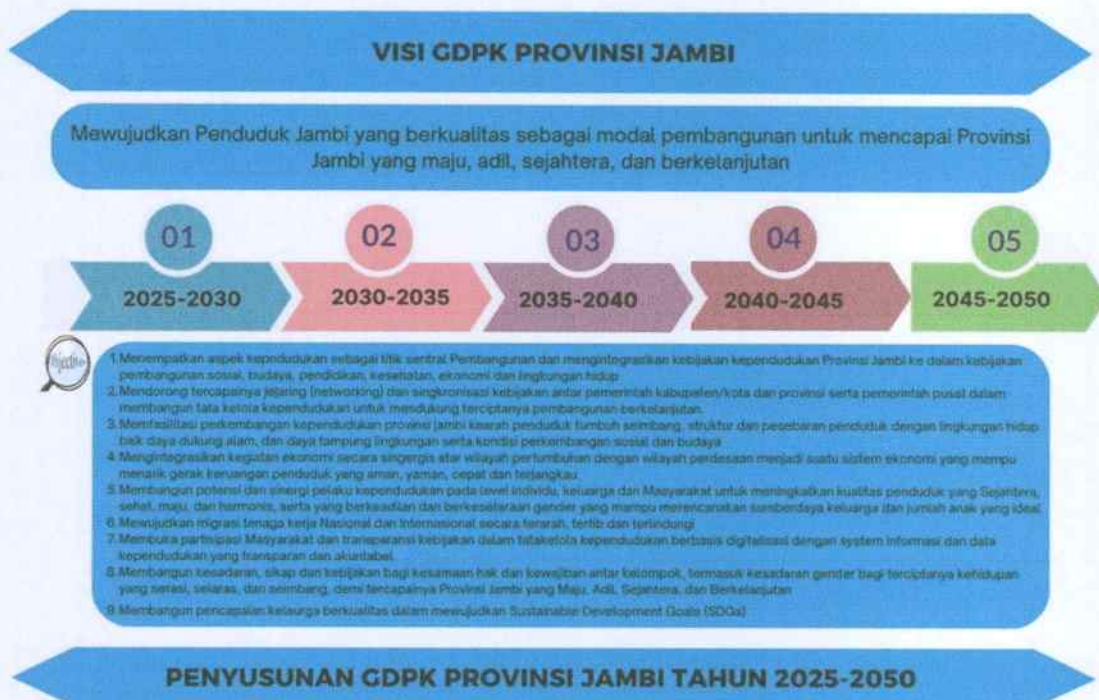 VISI GDPK PROVINSI JAMBI
Mewujudkan Penduduk Jambi yang berkualitas sebagai modal pembangunan untuk mencapai Provinsi
Jambi yang maju, adil, sejahtera, dan berkelanjutan
01
02
03
04
05
2025-2030
2030-2035
2035-2040
2040-2045
2045-2050
1. Menempatkan aspek kependudukan sebagai titik sentral Pembangunan dan mengintegrasikan kebijakan kependudukan Provinsi Jambi ke dalam kebijakan
pembangunan sosial, budaya, pendidikan, kesehatan, ekonomi dan lingkungan hidup
2. Mendorong tercapainya jejaring (networking) dan singkronisasi kebijakan antar pemerintah kabupaten/kota dan provinsi serta pemerintah pusat dalam
membangun tata kelola kependudukan untuk mendukung terciptanya pembangunan berkelanjutan.
3. Memfasilitasi perkembangan kependudukan provinsi jambi kearah penduduk tumbuh seimbang, struktur dan pesebaran penduduk dengan lingkungan hidup
baik daya dukung alam, dan daya tampung lingkungan serta kondisi perkembangan sosial dan budaya
4. Mengintegrasikan kegiatan ekonomi secara singergis atar wilayah pertumbuhan dengan wilayah perdesaan menjadi suatu sistem ekonomi yang mampu
menarik gerak keruangan penduduk yang aman, yaman, cepat dan terjangkau
5. Membangun potensi dan sinergi pelaku kependudukan pada level individu, keluarga dan Masyarakat untuk meningkatkan kualitas penduduk yang Sejahtera,
sehat, maju, dan harmonis, serta yang berkeadilan dan berkesetaraan gender yang mampu merencanakan sumberdaya keluarga dan jumlah anak yang ideal
6. Mewujudkan migrasi tenaga kerja Nasional dan Internasional secara terarah, tertib dan terlindungi
7. Membuka partisipasi Masyarakat dan transparansi kebijakan dalam tatakelola kependudukan berbasis digitalisasi dengan system informasi dan data
kependudukan yang transparan dan akuntabel
8. Membangun kesadaran, sikap dan kebijakan bagi kesamaan hak dan kewajiban antar kelompok, termasuk kesadaran gender bagi terciptanya kehidupan
yang serasi, selaras, dan seimbang, demi tercapainya Provinsi Jambi yang Maju, Adil, Sejahtera, dan Berkelanjutan
9. Membangun pencapaian kelaurga berkualitas dalam mewujudkan Sustainable Development Goals (SDGs)
PENYUSUNAN GDPK PROVINSI JAMBI TAHUN 2025-2050